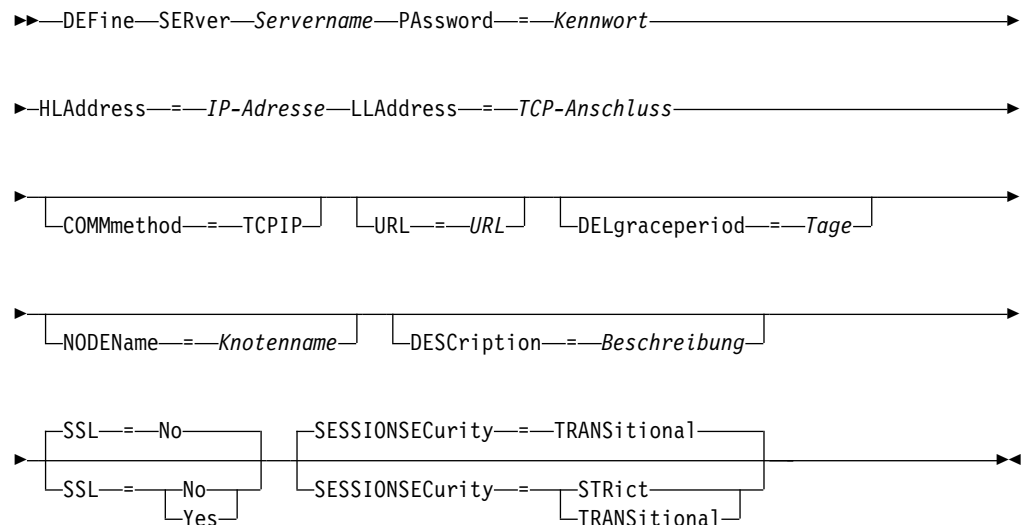 DEFine SERver Servername PAssword = Kennwort
HLAddress = IP-Adresse LLAddress = TCP-Anschluss
COMMmethod = TCPIP URL = URL DELgraceperiod = Tage
NODEName = Knotenname DESCription = Beschreibung
SSL = No SESSIONSECurity = TRANSitional
SSL = No SESSIONSECurity = STRict
Yes TRANSitional